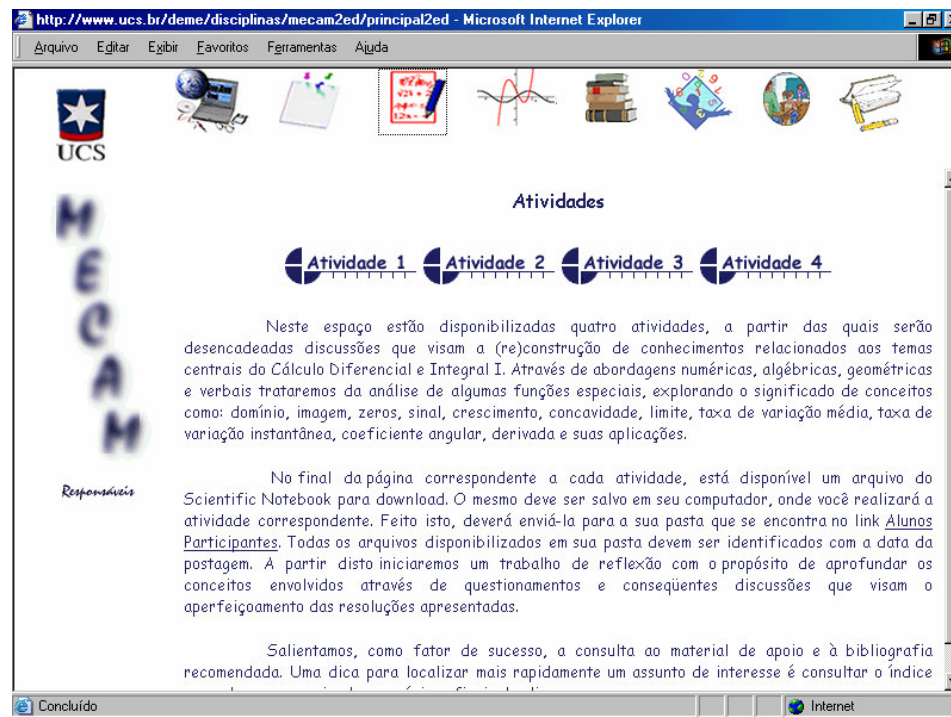 http://www.ucs.br/deme/disciplinas/mecam2ed/principal2ed - Microsoft Internet Explorer
Arquivo Editar Exibir Favoritos Ferramentas Ajuda
UCS
MECAM
Responsáveis
Atividades
Atividade 1 Atividade 2 Atividade 3 Atividade 4
Neste espaço estão disponibilizadas quatro atividades, a partir das quais serão
desencadeadas discussões que visam a (re)construção de conhecimentos relacionados aos temas
centrais do Cálculo Diferencial e Integral I. Através de abordagens numéricas, algébricas, geométricas
e verbais trataremos da análise de algumas funções especiais, explorando o significado de conceitos
como: domínio, imagem, zeros, sinal, crescimento, concavidade, limite, taxa de variação média, taxa de
variação instantânea, coeficiente angular, derivada e suas aplicações.
No final da página correspondente a cada atividade, está disponível um arquivo do
Scientific Notebook para download. O mesmo deve ser salvo em seu computador, onde você realizará a
atividade correspondente. Feito isto, deverá enviá-la para a sua pasta que se encontra no link Alunos
Participantes. Todas os arquivos disponibilizados em sua pasta devem ser identificados com a data da
postagem. A partir disto iniciaremos um trabalho de reflexão com o propósito de aprofundar os
conceitos envolvidos através de questionamentos e conseqüentes discussões que visam o
aperfeiçoamento das resoluções apresentadas.
Salientamos, como fator de sucesso, a consulta ao material de apoio e à bibliografia
recomendada. Uma dica para localizar mais rapidamente um assunto de interesse é consultar o índice
Concluído
Internet